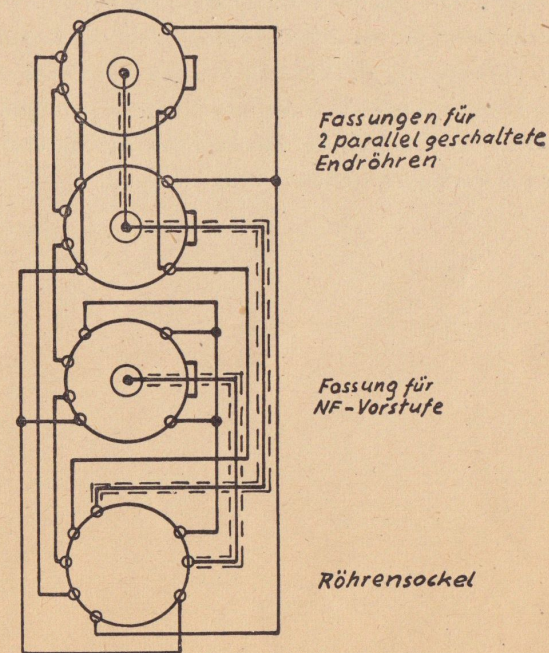 Fassungen für
2 parallel geschaltete
Endröhren
Fassung für
NF-Vorstufe
Röhrensockel